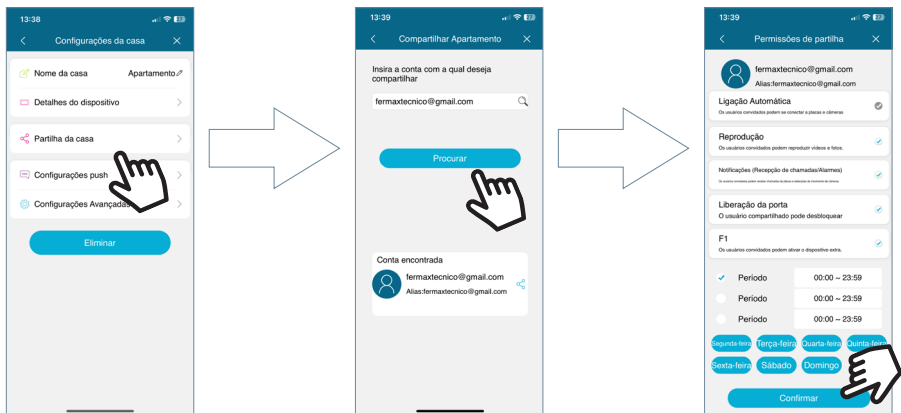 13:38
Configurações da casa
Nome da casa Apartamento
Detalhes do dispositivo
Partilha da casa
Configurações push
Configurações Avançadas
Eliminar
13:39
Compartilhar Apartamento
Insira a conta com a qual deseja
compartilhar
fermaxtecnico@gmail.com
Procurar
Conta encontrada
fermaxtecnico@gmail.com
Alias:fermaxtecnico@gmail.com
13:39
Permissões de partilha
fermaxtecnico@gmail.com
Alias:fermaxtecnico@gmail.com
Ligação Automática
Os usuários convidados podem se conectar a placas e câmeras
Reprodução
Os usuários convidados podem reproduzir vídeos e fotos.
Notificações (Recepção de
chamadas/Alarmes)
Liberação da porta
O usuário compartilhado pode desbloquear
F1
Os usuários convidados podem ativar o dispositivo extra.
Período 00:00 ~ 23:59
Período 00:00 ~ 23:59
Período 00:00 ~ 23:59
Segunda-feira Terça-feira Quarta-feira Quinta-feira
Sexta-feira Sábado Domingo
Confirmar